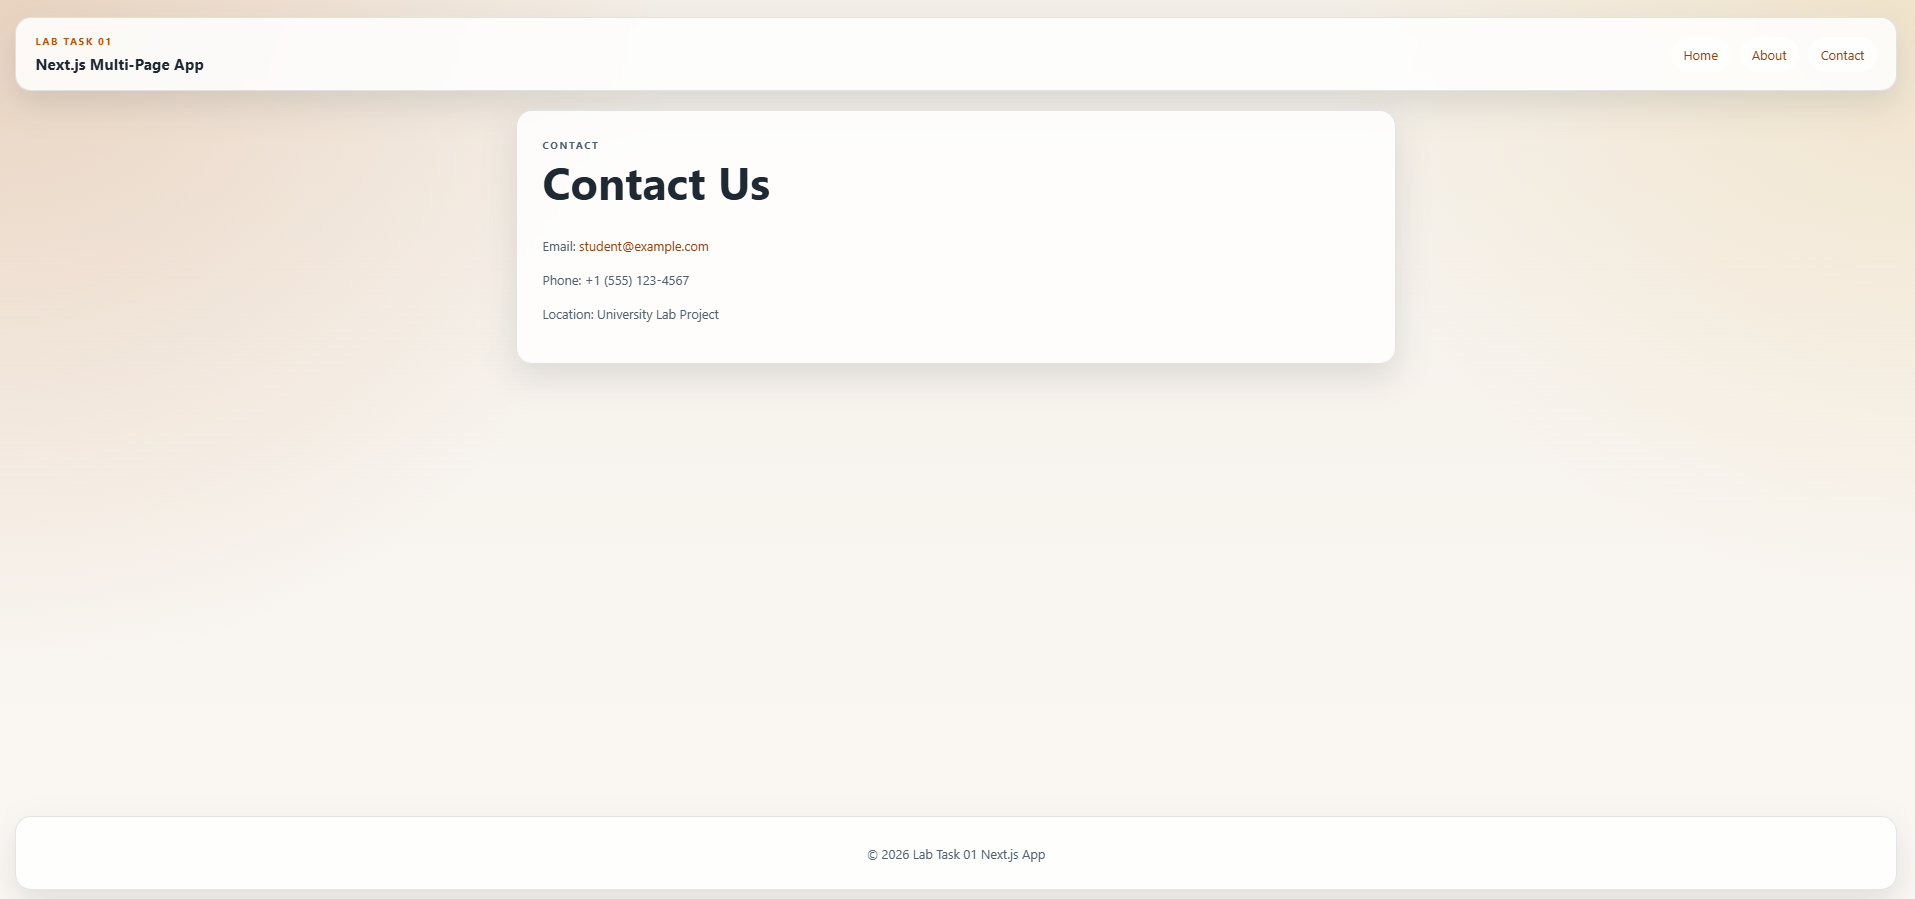 LAB TASK 01
Next.js Multi-Page App
Home About Contact
CONTACT
Contact Us
Email: student@example.com
Phone: +1 (555) 123-4567
Location: University Lab Project
© 2026 Lab Task 01 Next.js App